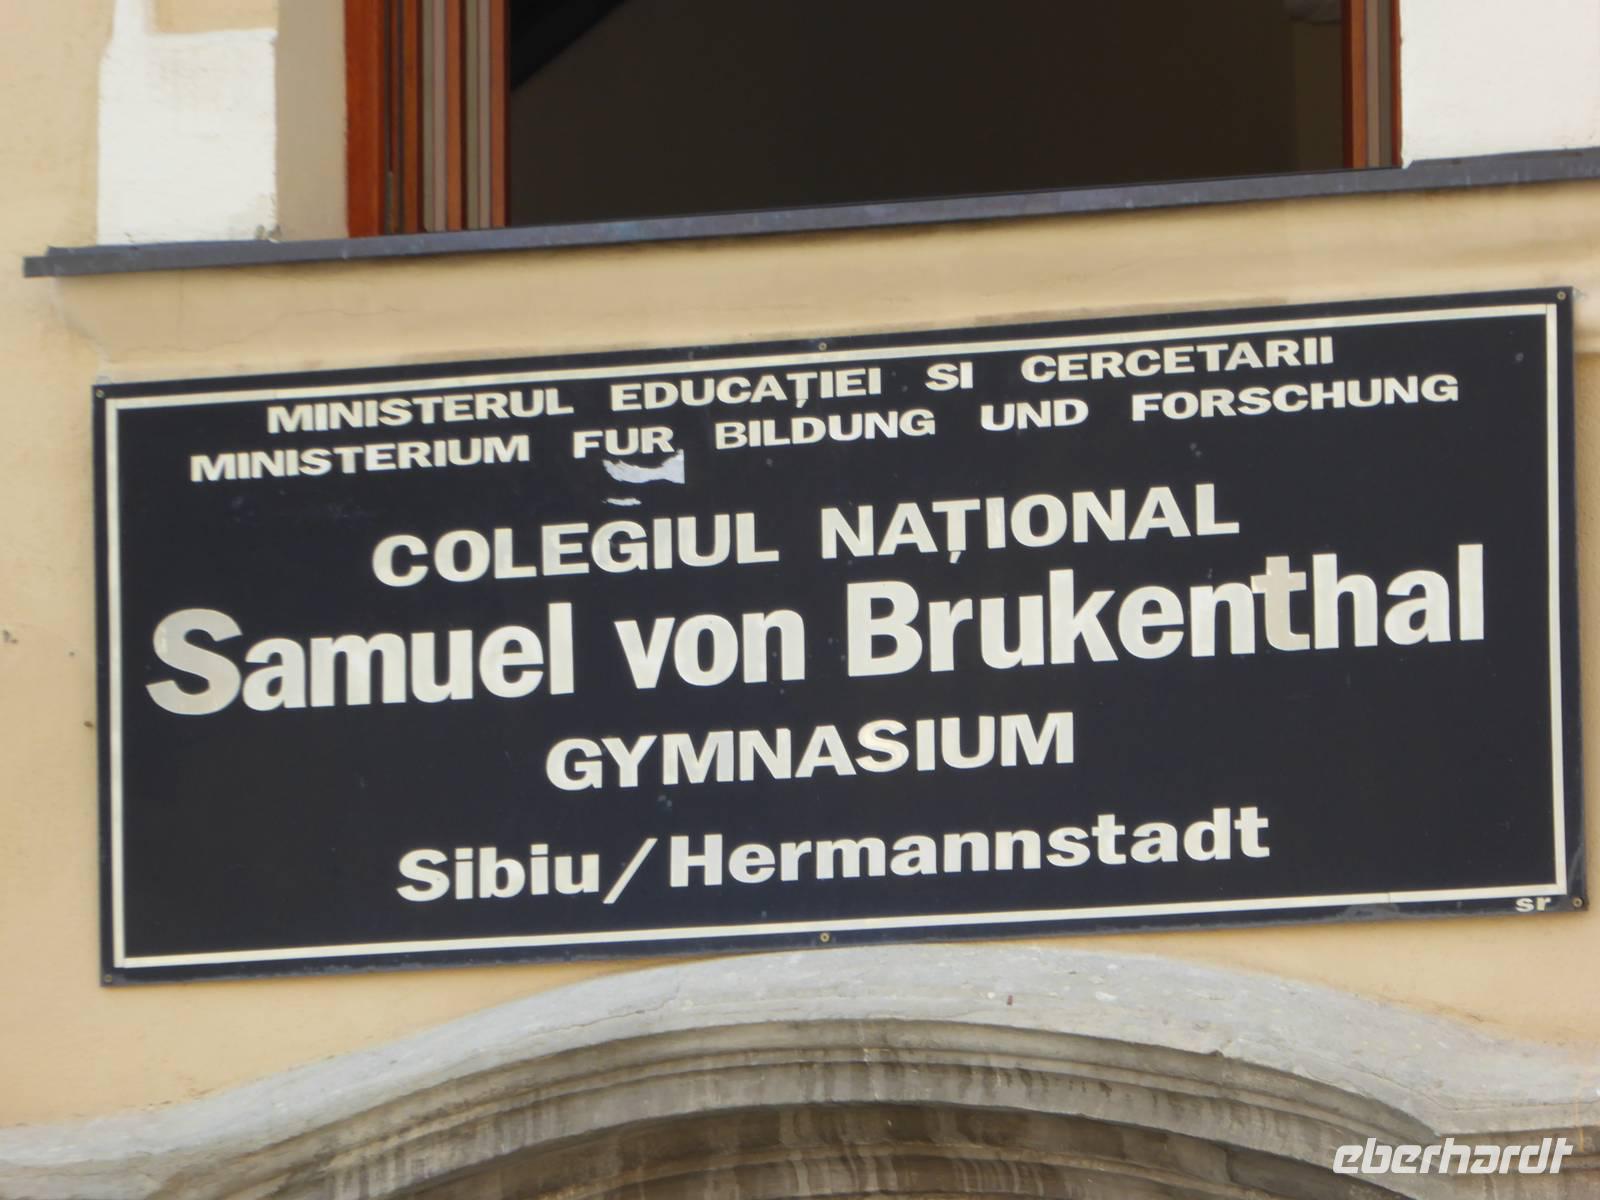 MINISTERUL EDUCAȚIEI SI CERCETARII
MINISTERIUM FUR BILDUNG UND FORSCHUNG
COLEGIUL NAȚIONAL
Samuel von Brukenthal
GYMNASIUM
Sibiu/Hermannstadt
sr
eberhardt